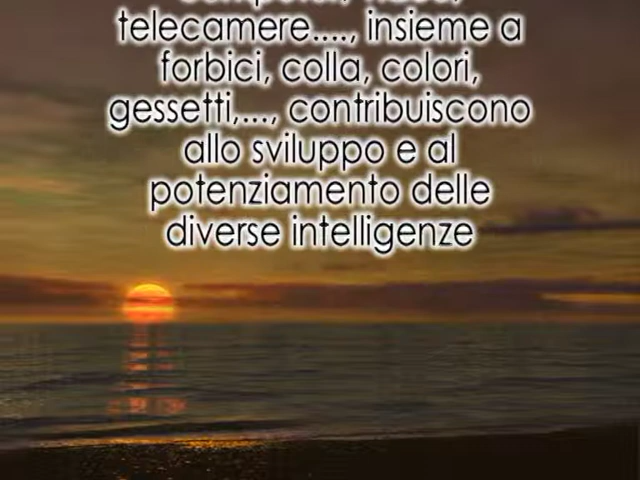 telecamere...., insieme a
forbici, colla, colori,
gessetti,..., contribuiscono
allo sviluppo e al
potenziamento delle
diverse intelligenze